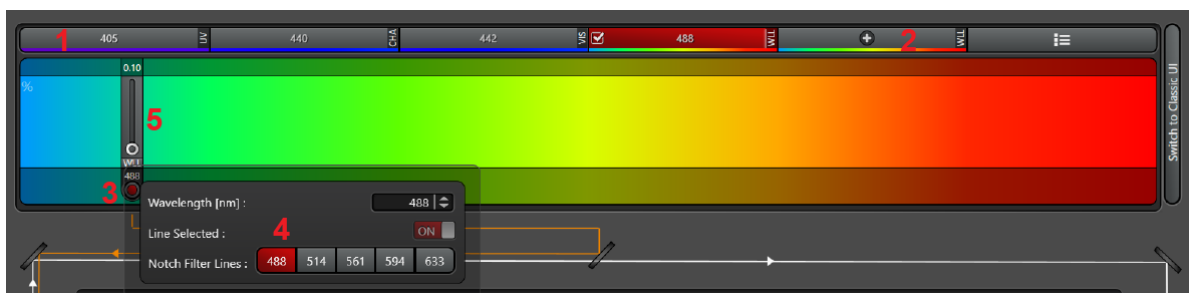 1 405 UV 440 CHA 442 VIS 488 WLL 2 WLL
Switch to Classic UI
0.10
%
5
WLL
488
3
Wavelength [nm] : 488
4
Line Selected : ON
Notch Filter Lines : 488 514 561 594 633